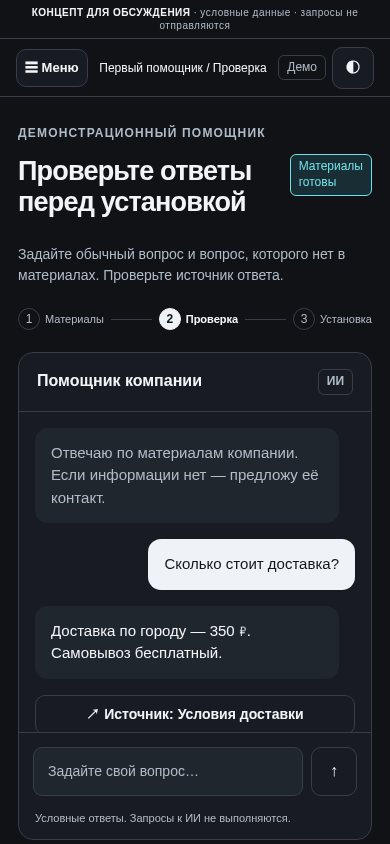 КОНЦЕПТ ДЛЯ ОБСУЖДЕНИЯ · условные данные · запросы не
отправляются
☰ Меню
Первый помощник / Проверка
Демо
ДЕМОНСТРАЦИОННЫЙ ПОМОЩНИК
Проверьте ответы
перед установкой
Материалы
готовы
Задайте обычный вопрос и вопрос, которого нет в
материалах. Проверьте источник ответа.
1 Материалы
2 Проверка
3 Установка
Помощник компании
ИИ
Отвечаю по материалам компании.
Если информации нет — предложу её
контакт.
Сколько стоит доставка?
Доставка по городу — 350 ₽.
Самовывоз бесплатный.
↗ Источник: Условия доставки
Задайте свой вопрос…
↑
Условные ответы. Запросы к ИИ не выполняются.